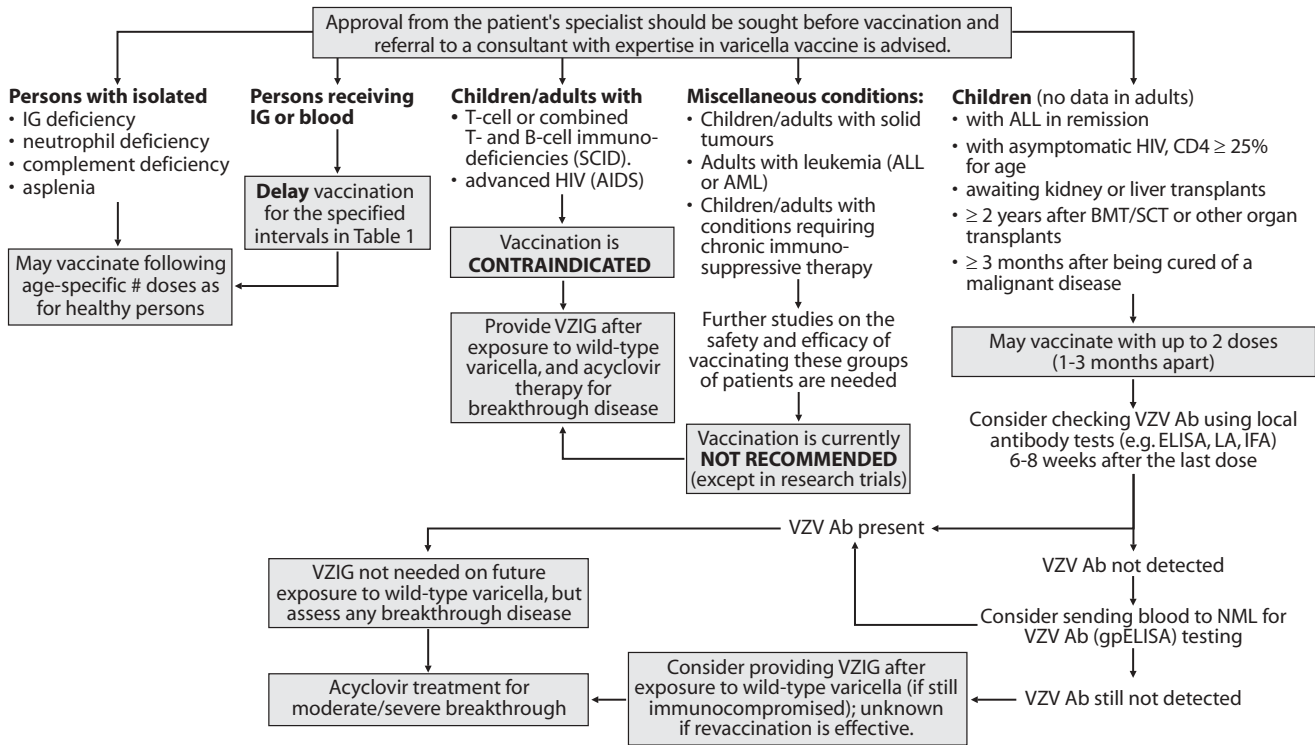 Approval from the patient's specialist should be sought before vaccination and
referral to a consultant with expertise in varicella vaccine is advised.
Persons with isolated
• IG deficiency
• neutrophil deficiency
• complement deficiency
• asplenia
May vaccinate following
age-specific # doses as
for healthy persons
Persons receiving
IG or blood
Delay vaccination
for the specified
intervals in Table 1
Children/adults with
• T-cell or combined
T- and B-cell immuno-
deficiencies (SCID).
• advanced HIV (AIDS)
Vaccination is
CONTRAINDICATED
Provide VZIG after
exposure to wild-type
varicella, and acyclovir
therapy for
breakthrough disease
Miscellaneous conditions:
• Children/adults with solid
tumours
• Adults with leukemia (ALL
or AML)
• Children/adults with
conditions requiring
chronic immuno-
suppressive therapy
Further studies on the
safety and efficacy of
vaccinating these groups
of patients are needed
Vaccination is currently
NOT RECOMMENDED
(except in research trials)
Children (no data in adults)
• with ALL in remission
• with asymptomatic HIV, CD4 ≥ 25%
for age
• awaiting kidney or liver transplants
• ≥ 2 years after BMT/SCT or other organ
transplants
• ≥ 3 months after being cured of a
malignant disease
May vaccinate with up to 2 doses
(1-3 months apart)
Consider checking VZV Ab using local
antibody tests (e.g. ELISA, LA, IFA)
6-8 weeks after the last dose
VZV Ab present
VZV Ab not detected
VZIG not needed on future
exposure to wild-type varicella, but
assess any breakthrough disease
Consider sending blood to NML for
VZV Ab (gpELISA) testing
Acyclovir treatment for
moderate/severe breakthrough
Consider providing VZIG after
exposure to wild-type varicella (if still
immunocompromised); unknown
if revaccination is effective.
VZV Ab still not detected